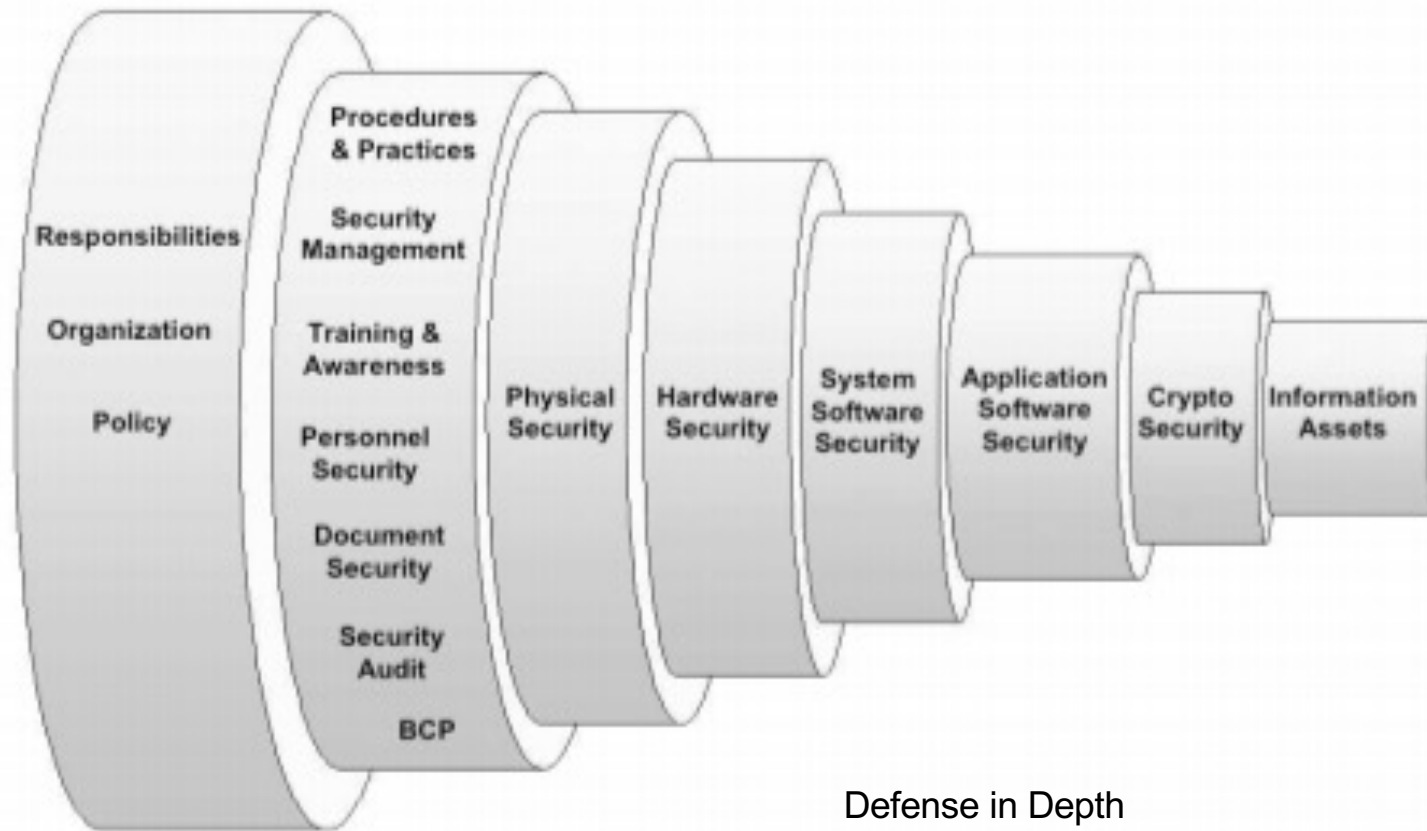 Responsibilities
Organization
Policy
Procedures
& Practices
Security
Management
Training &
Awareness
Personnel
Security
Document
Security
Security
Audit
BCP
Physical
Security
Hardware
Security
System
Software
Security
Application
Software
Security
Crypto
Security
Information
Assets
Defense in Depth